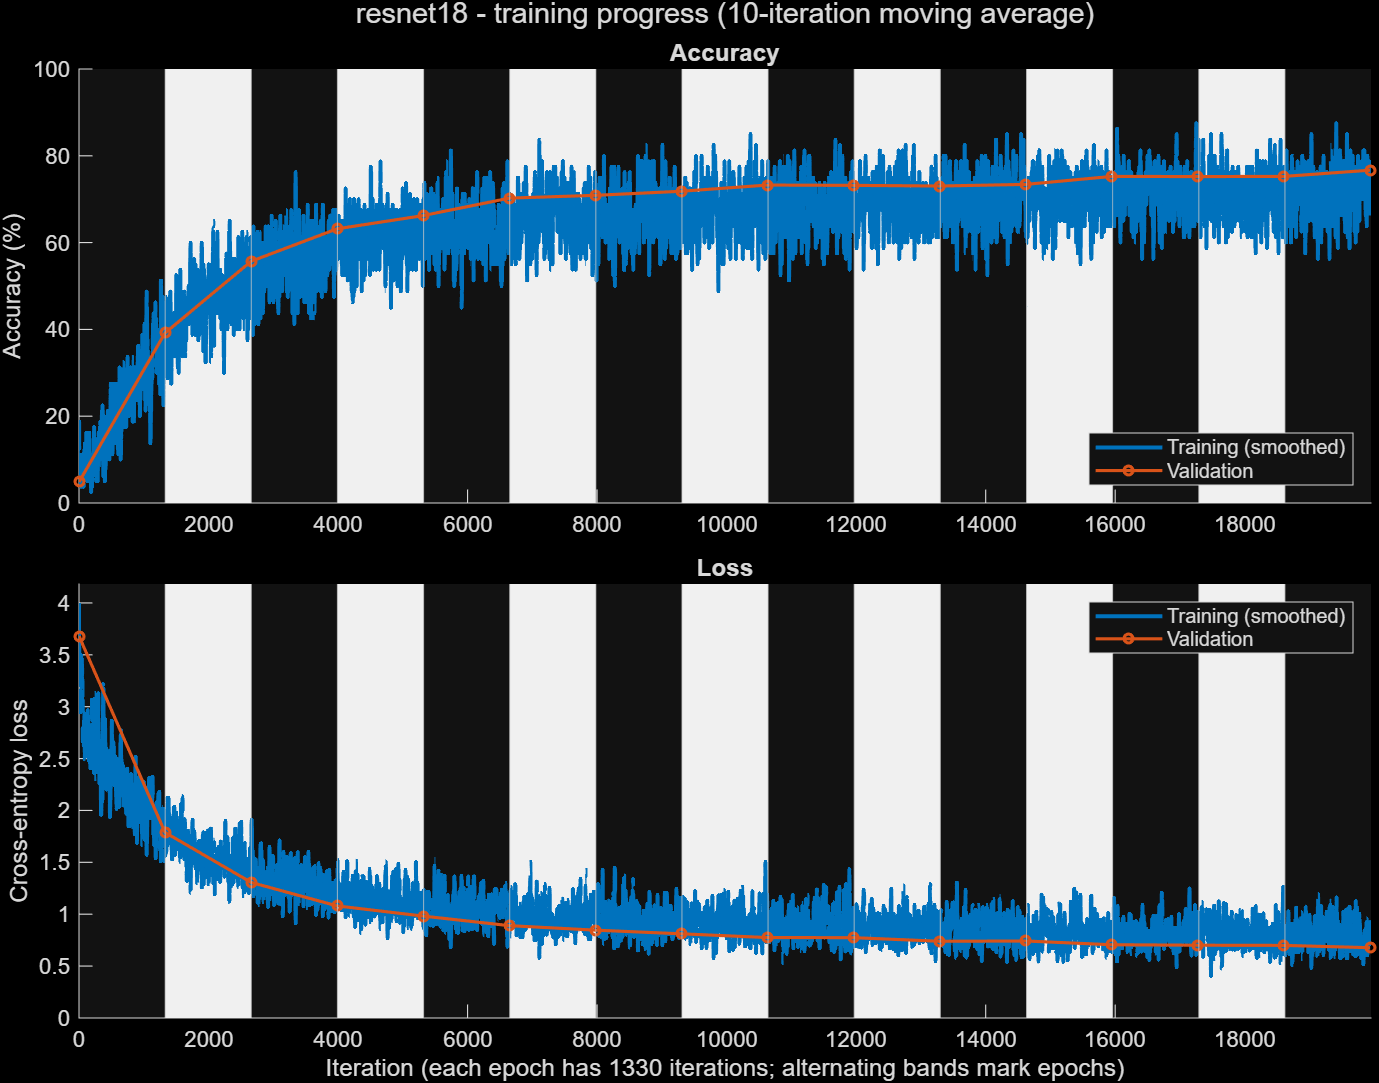 resnet18 - training progress (10-iteration moving average)
Accuracy
Accuracy (%)
100
80
60
40
20
0
0 2000 4000 6000 8000 10000 12000 14000 16000 18000
Training (smoothed)
Validation
Loss
Cross-entropy loss
4
3.5
3
2.5
2
1.5
1
0.5
0
Training (smoothed)
Validation
0 2000 4000 6000 8000 10000 12000 14000 16000 18000
Iteration (each epoch has 1330 iterations; alternating bands mark epochs)